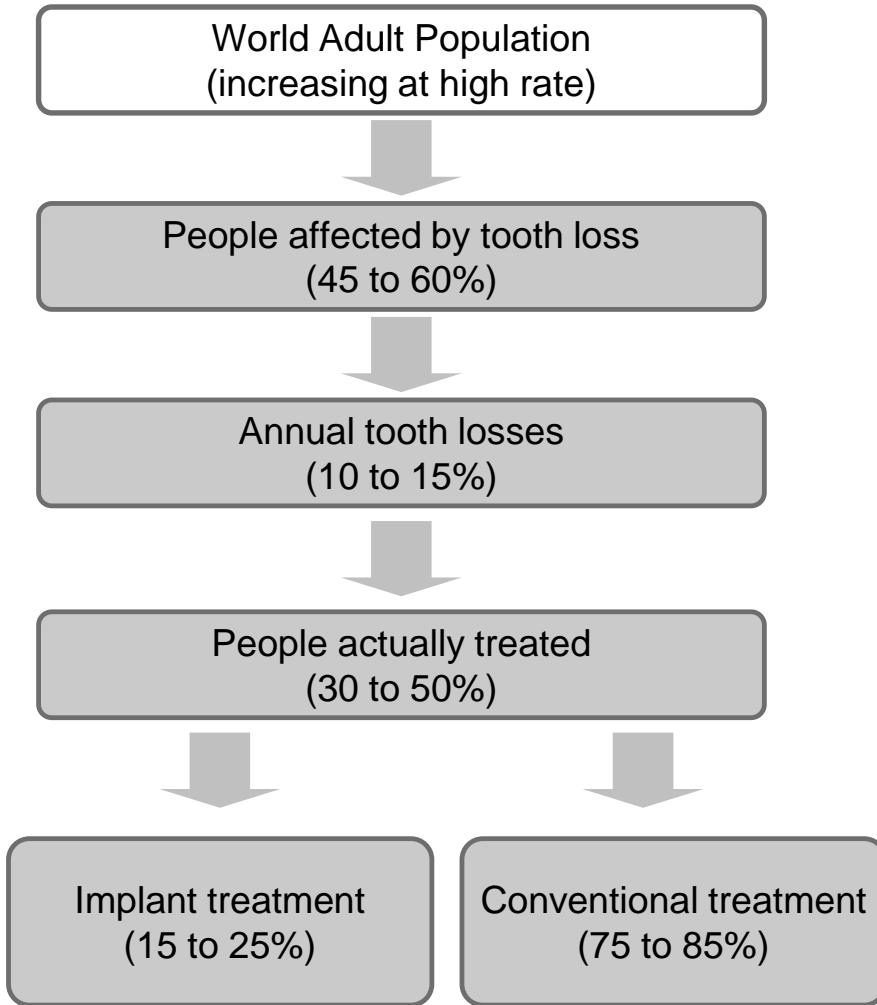 World Adult Population
(increasing at high rate)
People affected by tooth loss
(45 to 60%)
Annual tooth losses
(10 to 15%)
People actually treated
(30 to 50%)
Implant treatment
(15 to 25%)
Conventional treatment
(75 to 85%)